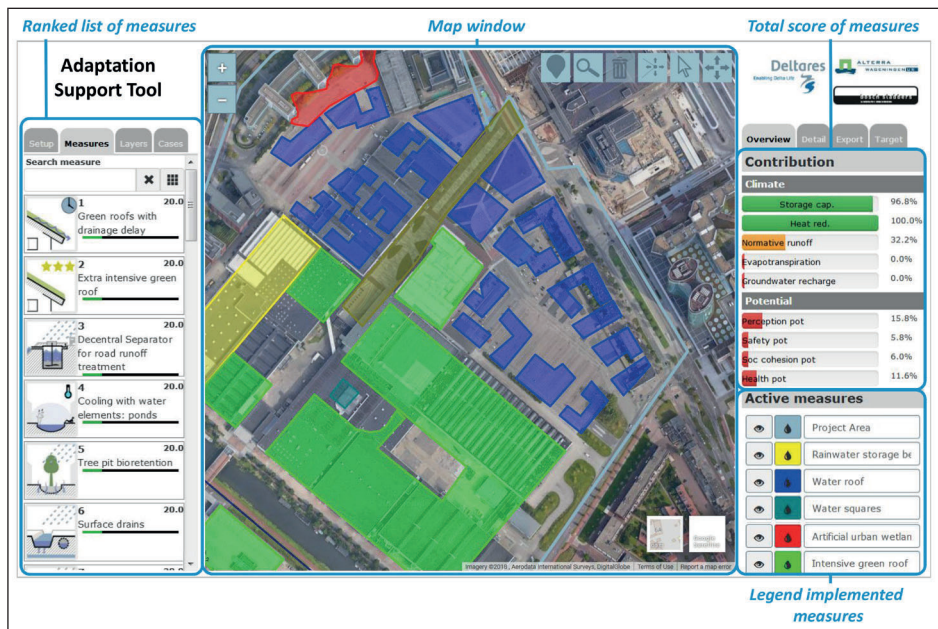 Ranked list of measures
Map window
Total score of measures
Adaptation
Support Tool
Setup
Measures
Layers
Cases
Search measure
1
20.0
Green roofs with
drainage delay
2
20.0
Extra intensive green
roof
3
20.0
Decentral Separator
for road runoff
treatment
4
20.0
Cooling with water
elements: ponds
5
20.0
Tree pit bioretention
6
20.0
Surface drains
20.0
+
−
Imagery ©2016 , Aerodata International Surveys, DigitalGlobe
Terms of Use
Report a map error
Deltares
Enabling Delta Life
ALTERRA
WAGENINGEN UR
Overview
Detail
Export
Target
Contribution
Climate
Storage cap.
96.8%
Heat red.
100.0%
Normative runoff
32.2%
Evapotranspiration
0.0%
Groundwater recharge
0.0%
Potential
Perception pot
15.8%
Safety pot
5.8%
Soc cohesion pot
6.0%
Health pot
11.6%
Active measures
Project Area
Rainwater storage be
Water roof
Water squares
Artificial urban wetlan
Intensive green roof
Legend implemented
measures